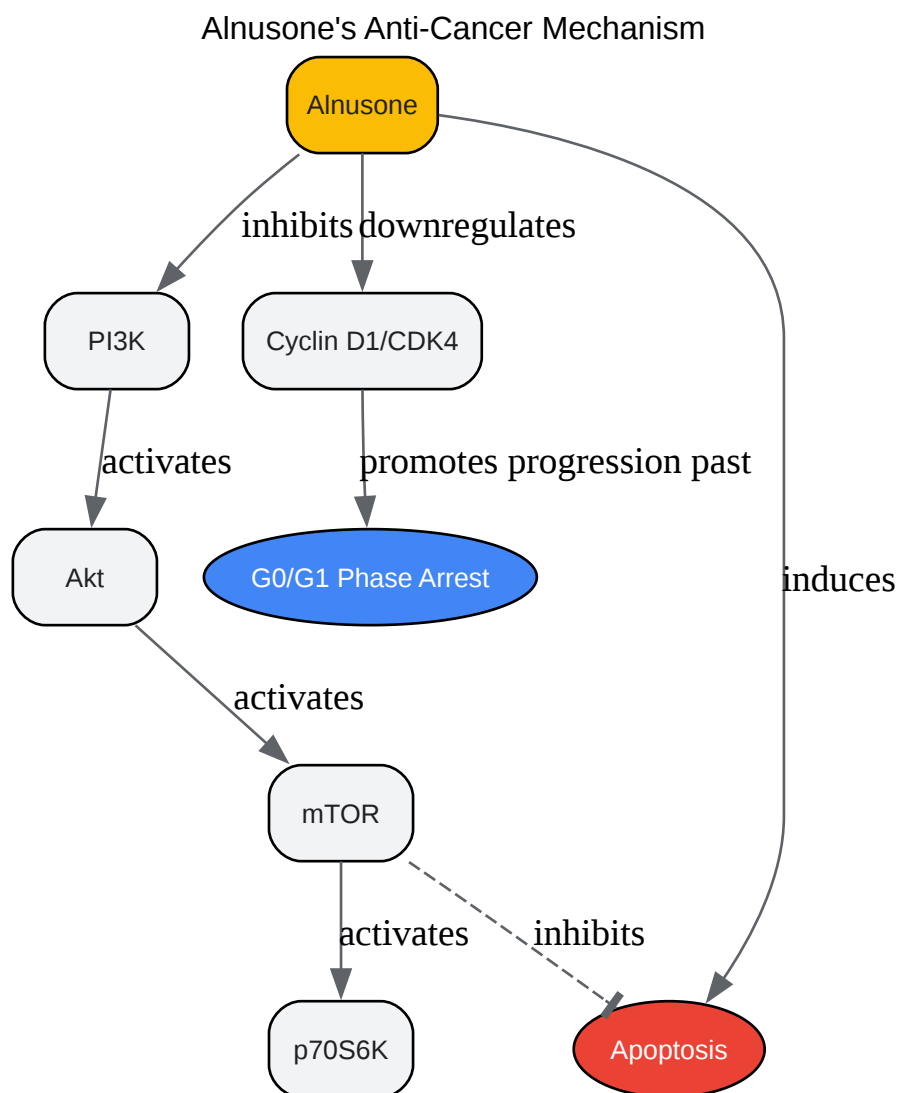 Alnusone's Anti-Cancer Mechanism
Alnusone
inhibits
downregulates
PI3K
Cyclin D1/CDK4
activates
promotes progression past
Akt
G0/G1 Phase Arrest
induces
activates
mTOR
activates
inhibits
p70S6K
Apoptosis